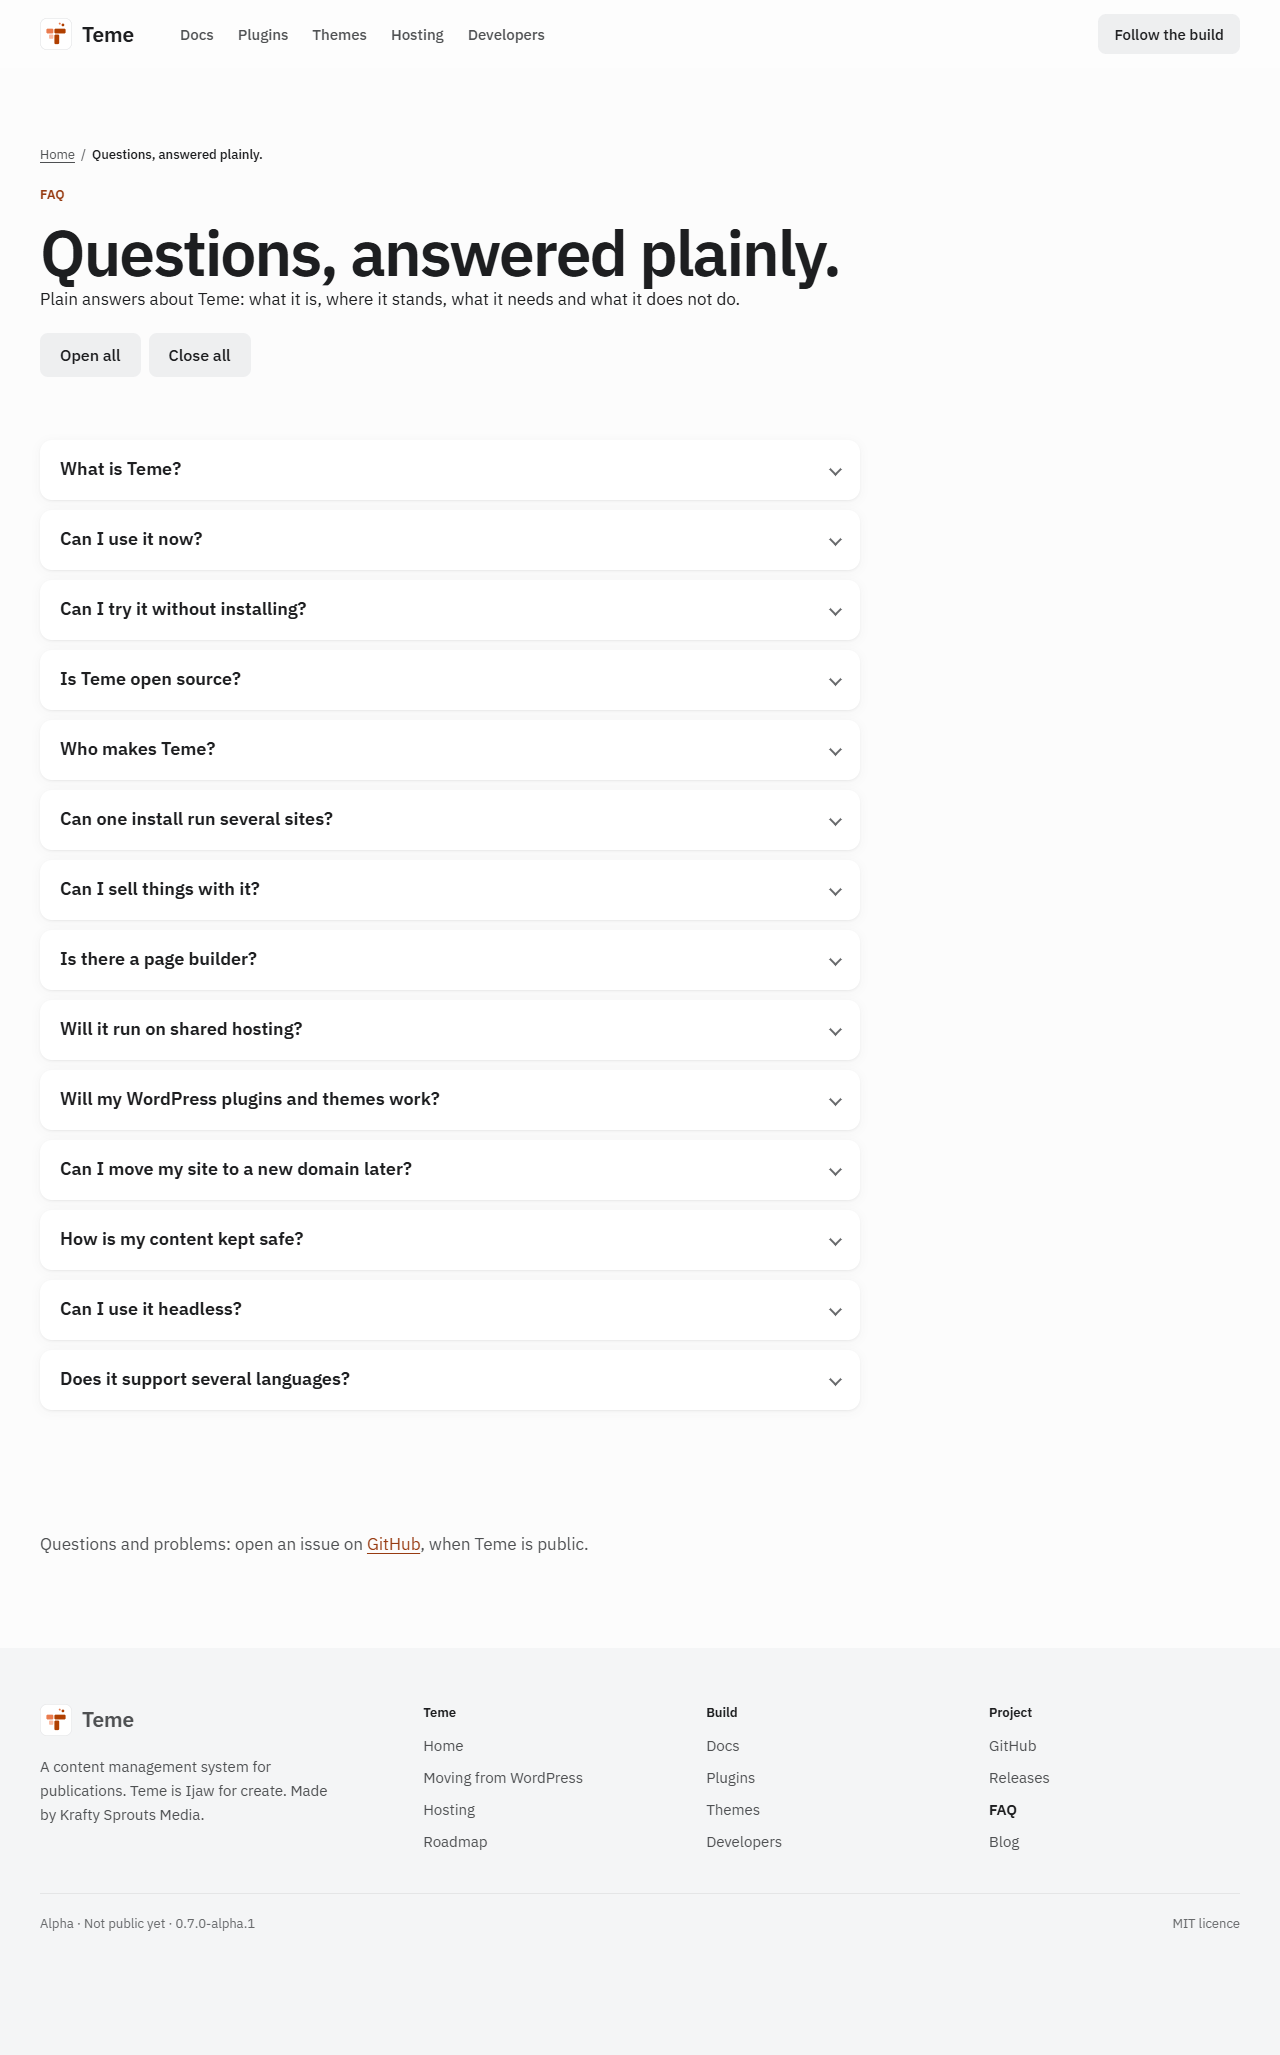 Teme
Docs
Plugins
Themes
Hosting
Developers
Follow the build
Home / Questions, answered plainly.
FAQ
Questions, answered plainly.
Plain answers about Teme: what it is, where it stands, what it needs and what it does not do.
Open all
Close all
What is Teme?
Can I use it now?
Can I try it without installing?
Is Teme open source?
Who makes Teme?
Can one install run several sites?
Can I sell things with it?
Is there a page builder?
Will it run on shared hosting?
Will my WordPress plugins and themes work?
Can I move my site to a new domain later?
How is my content kept safe?
Can I use it headless?
Does it support several languages?
Questions and problems: open an issue on GitHub, when Teme is public.
Teme
A content management system for
publications. Teme is Ijaw for create. Made
by Krafty Sprouts Media.
Teme
Home
Moving from WordPress
Hosting
Roadmap
Build
Docs
Plugins
Themes
Developers
Project
GitHub
Releases
FAQ
Blog
Alpha · Not public yet · 0.7.0-alpha.1
MIT licence